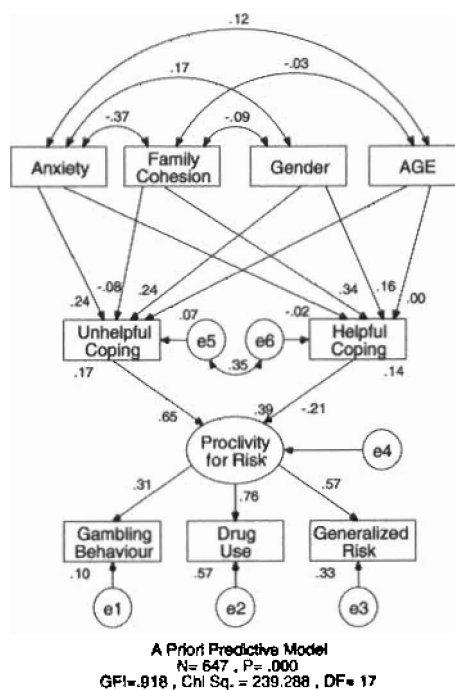 .12
.17
-.03
-.37
-.09
Anxiety
Family
Cohesion
Gender
AGE
.24
-.08
.24
.07
-.02
.34
.16
.00
Unhelpful
Coping
e5
e6
Helpful
Coping
.17
.35
.14
.65
.39
-.21
Proclivity
for Risk
e4
.31
.76
.57
Gambling
Behaviour
Drug
Use
Generalized
Risk
.10
.57
.33
e1
e2
e3
A Priori Predictive Model
N= 647 , P= .000
GFI=.918 , Chi Sq. = 239.288 , DF= 17